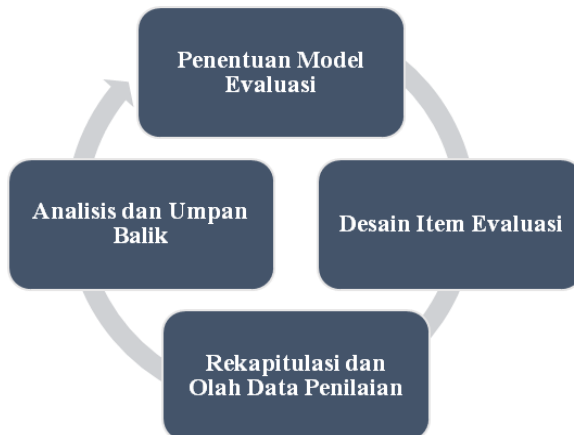 Penentuan Model
Evaluasi
Desain Item Evaluasi
Rekapitulasi dan
Olah Data Penilaian
Analisis dan Umpan
Balik